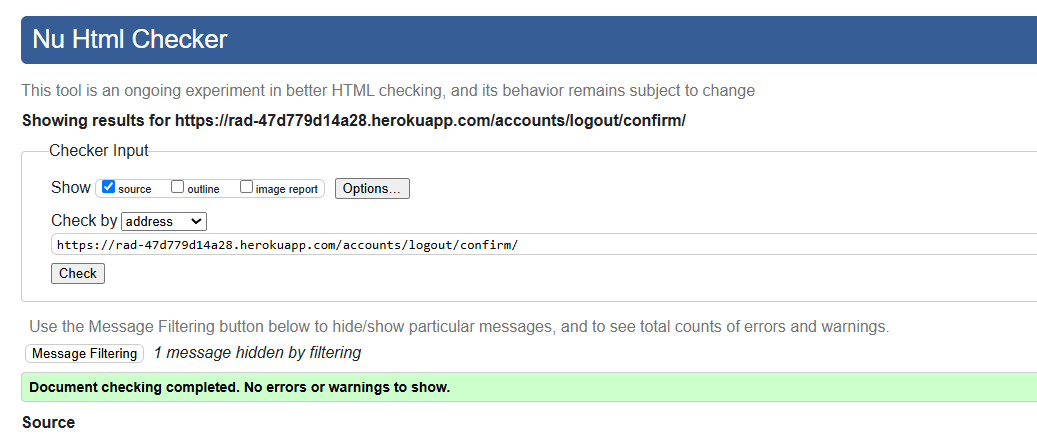 Nu Html Checker
This tool is an ongoing experiment in better HTML checking, and its behavior remains subject to change
Showing results for https://rad-47d779d14a28.herokuapp.com/accounts/logout/confirm/
Checker Input
Show source outline image report Options...
Check by address
https://rad-47d779d14a28.herokuapp.com/accounts/logout/confirm/
Check
Use the Message Filtering button below to hide/show particular messages, and to see total counts of errors and warnings.
Message Filtering 1 message hidden by filtering
Document checking completed. No errors or warnings to show.
Source